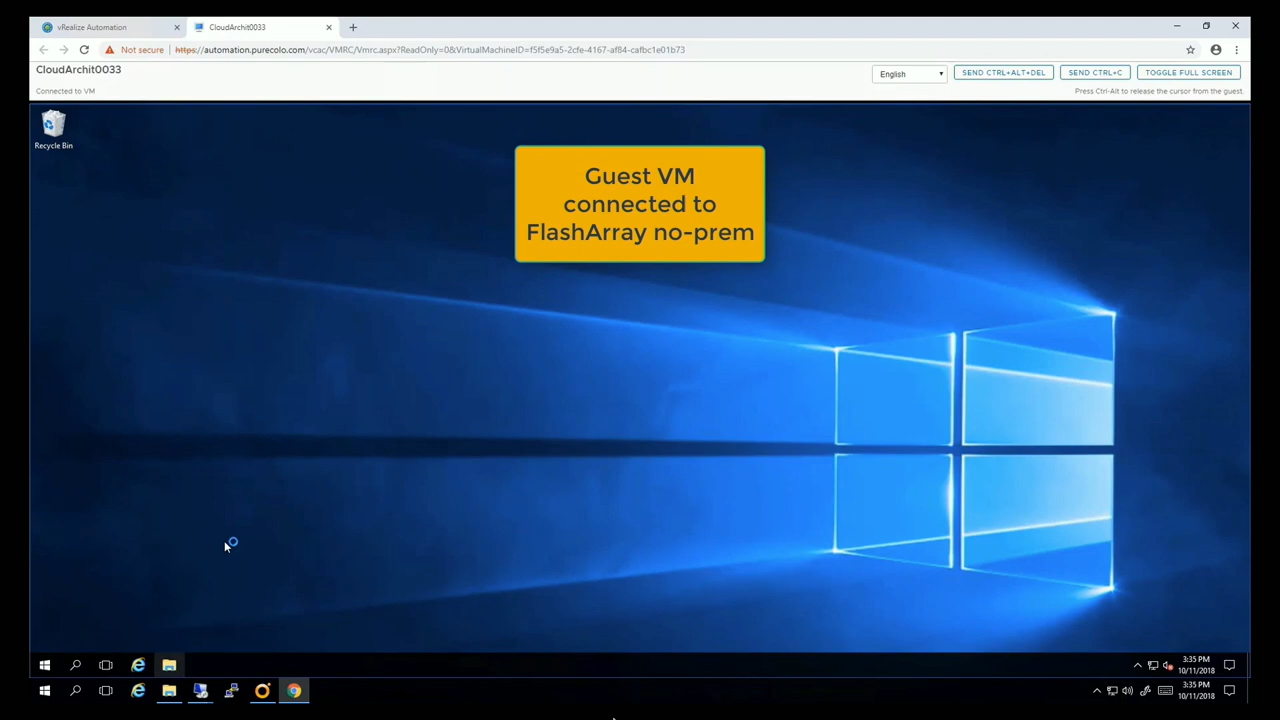 vRealize Automation
CloudArchit0033
Not secure
https://automation.purecolo.com/vcac/VMRC/Vmrc.aspx?ReadOnly=0&VirtualMachineID=f5f5e9a5-2cfe-4167-af84-cafbc1e01b73
CloudArchit0033
English
SEND CTRL+ALT+DEL
SEND CTRL+C
TOGGLE FULL SCREEN
Connected to VM
Press Ctrl-Alt to release the cursor from the guest.
Recycle Bin
Guest VM
connected to
FlashArray no-prem
3:35 PM
10/11/2018
3:35 PM
10/11/2018